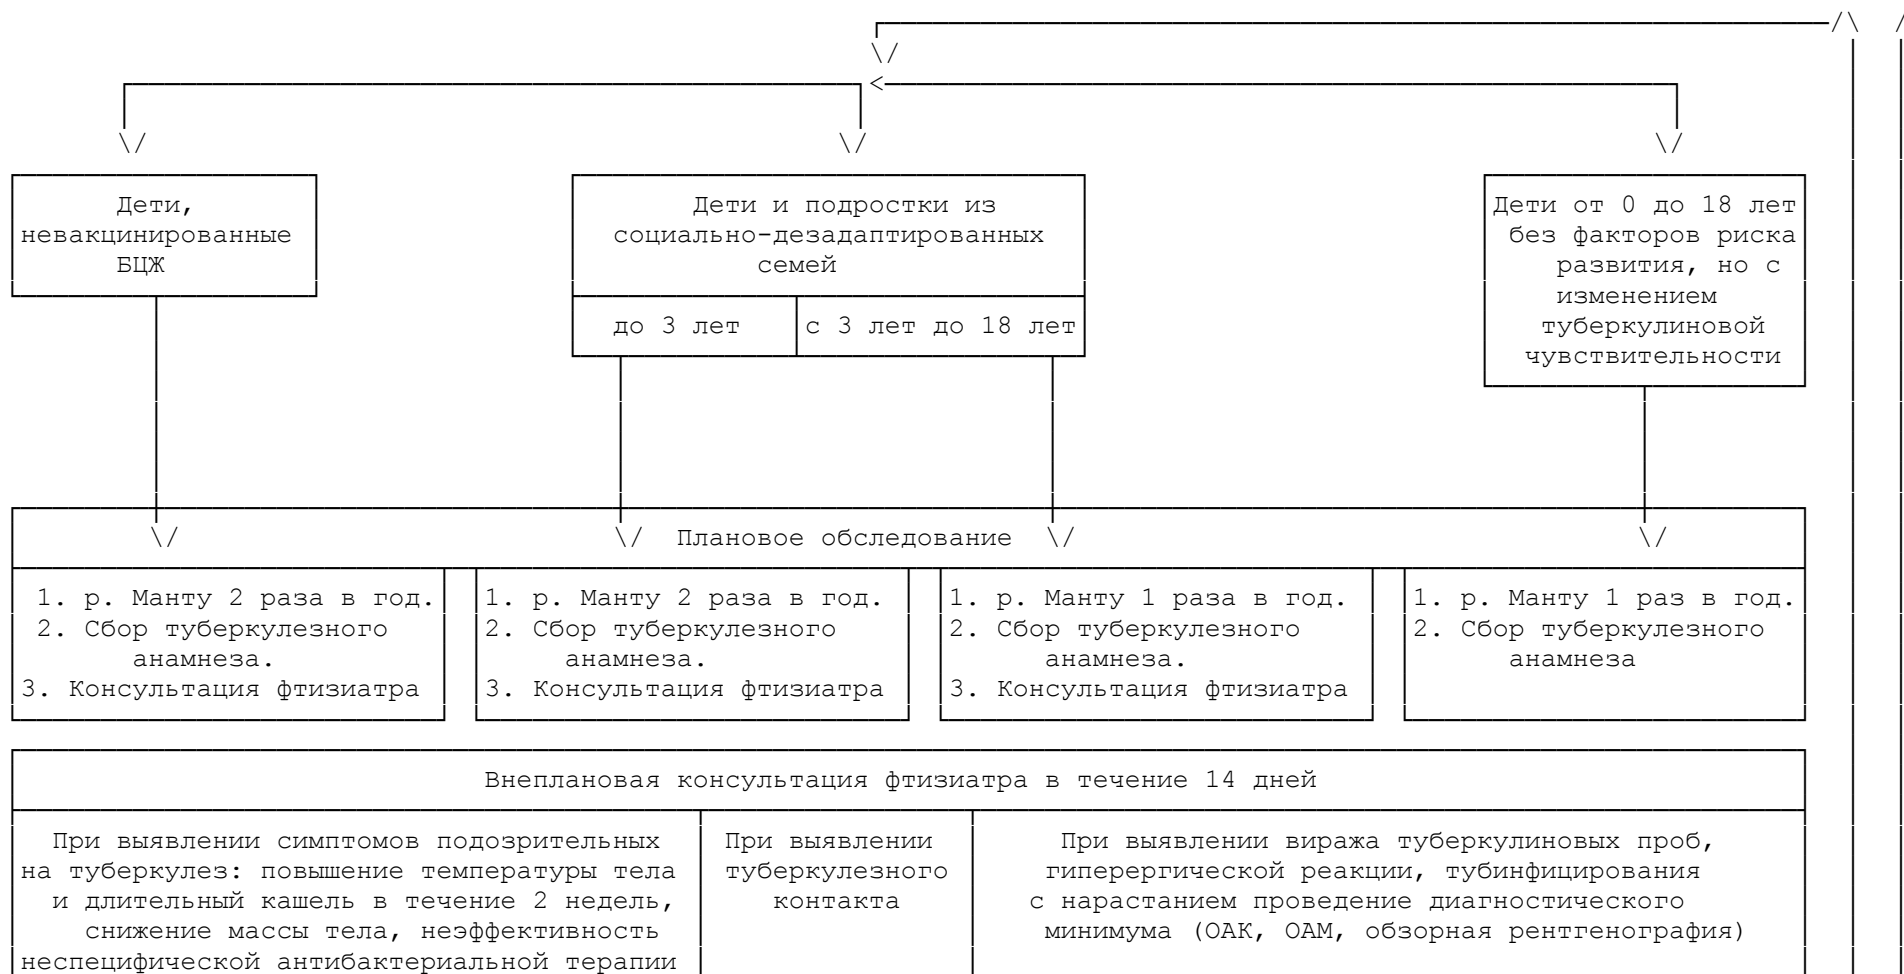 Дети,
невакцинированные
БЦЖ
Дети и подростки из
социально-дезадаптированных
семей
до 3 лет
с 3 лет до 18 лет
Дети от 0 до 18 лет
без факторов риска
развития, но с
изменением
туберкулиновой
чувствительности
Плановое обследование
1. р. Манту 2 раза в год.
2. Сбор туберкулезного
анамнеза.
3. Консультация фтизиатра
1. р. Манту 2 раза в год.
2. Сбор туберкулезного
анамнеза.
3. Консультация фтизиатра
1. р. Манту 1 раза в год.
2. Сбор туберкулезного
анамнеза.
3. Консультация фтизиатра
1. р. Манту 1 раз в год.
2. Сбор туберкулезного
анамнеза
Внеплановая консультация фтизиатра в течение 14 дней
При выявлении симптомов подозрительных
на туберкулез: повышение температуры тела
и длительный кашель в течение 2 недель,
снижение массы тела, неэффективность
неспецифической антибактериальной терапии
При выявлении
туберкулезного
контакта
При выявлении виража туберкулиновых проб,
гиперергической реакции, тубинфицирования
с нарастанием проведение диагностического
минимума (ОАК, ОАМ, обзорная рентгенография)